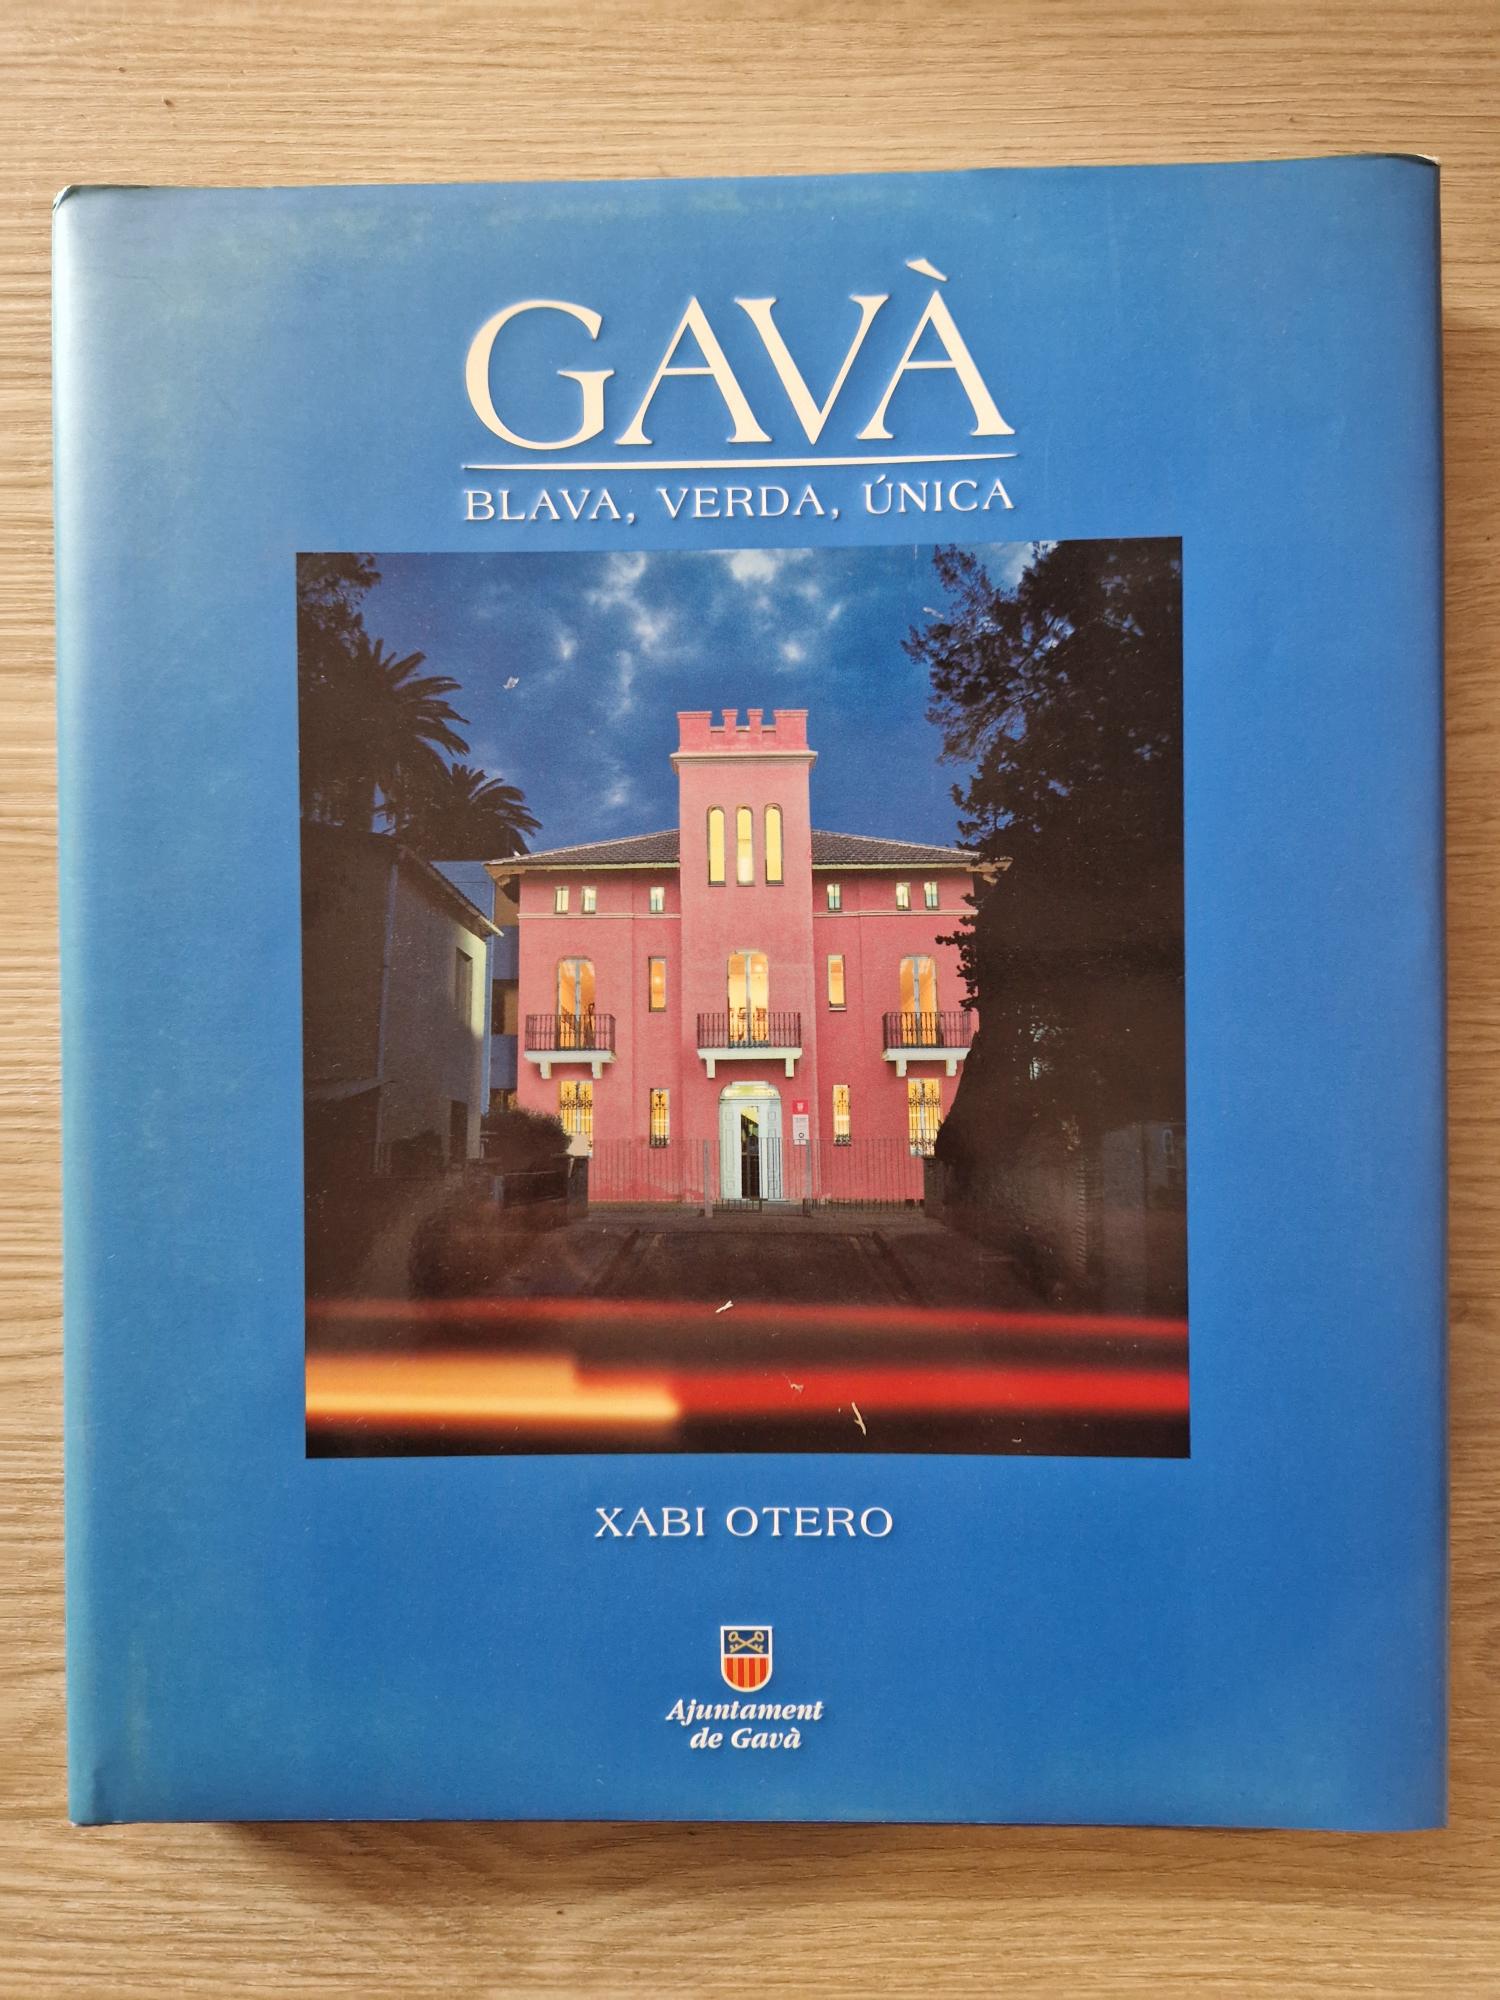 GAVÀ
BLAVA, VERDA, ÚNICA
XABI OTERO
Ajuntament
de Gavà